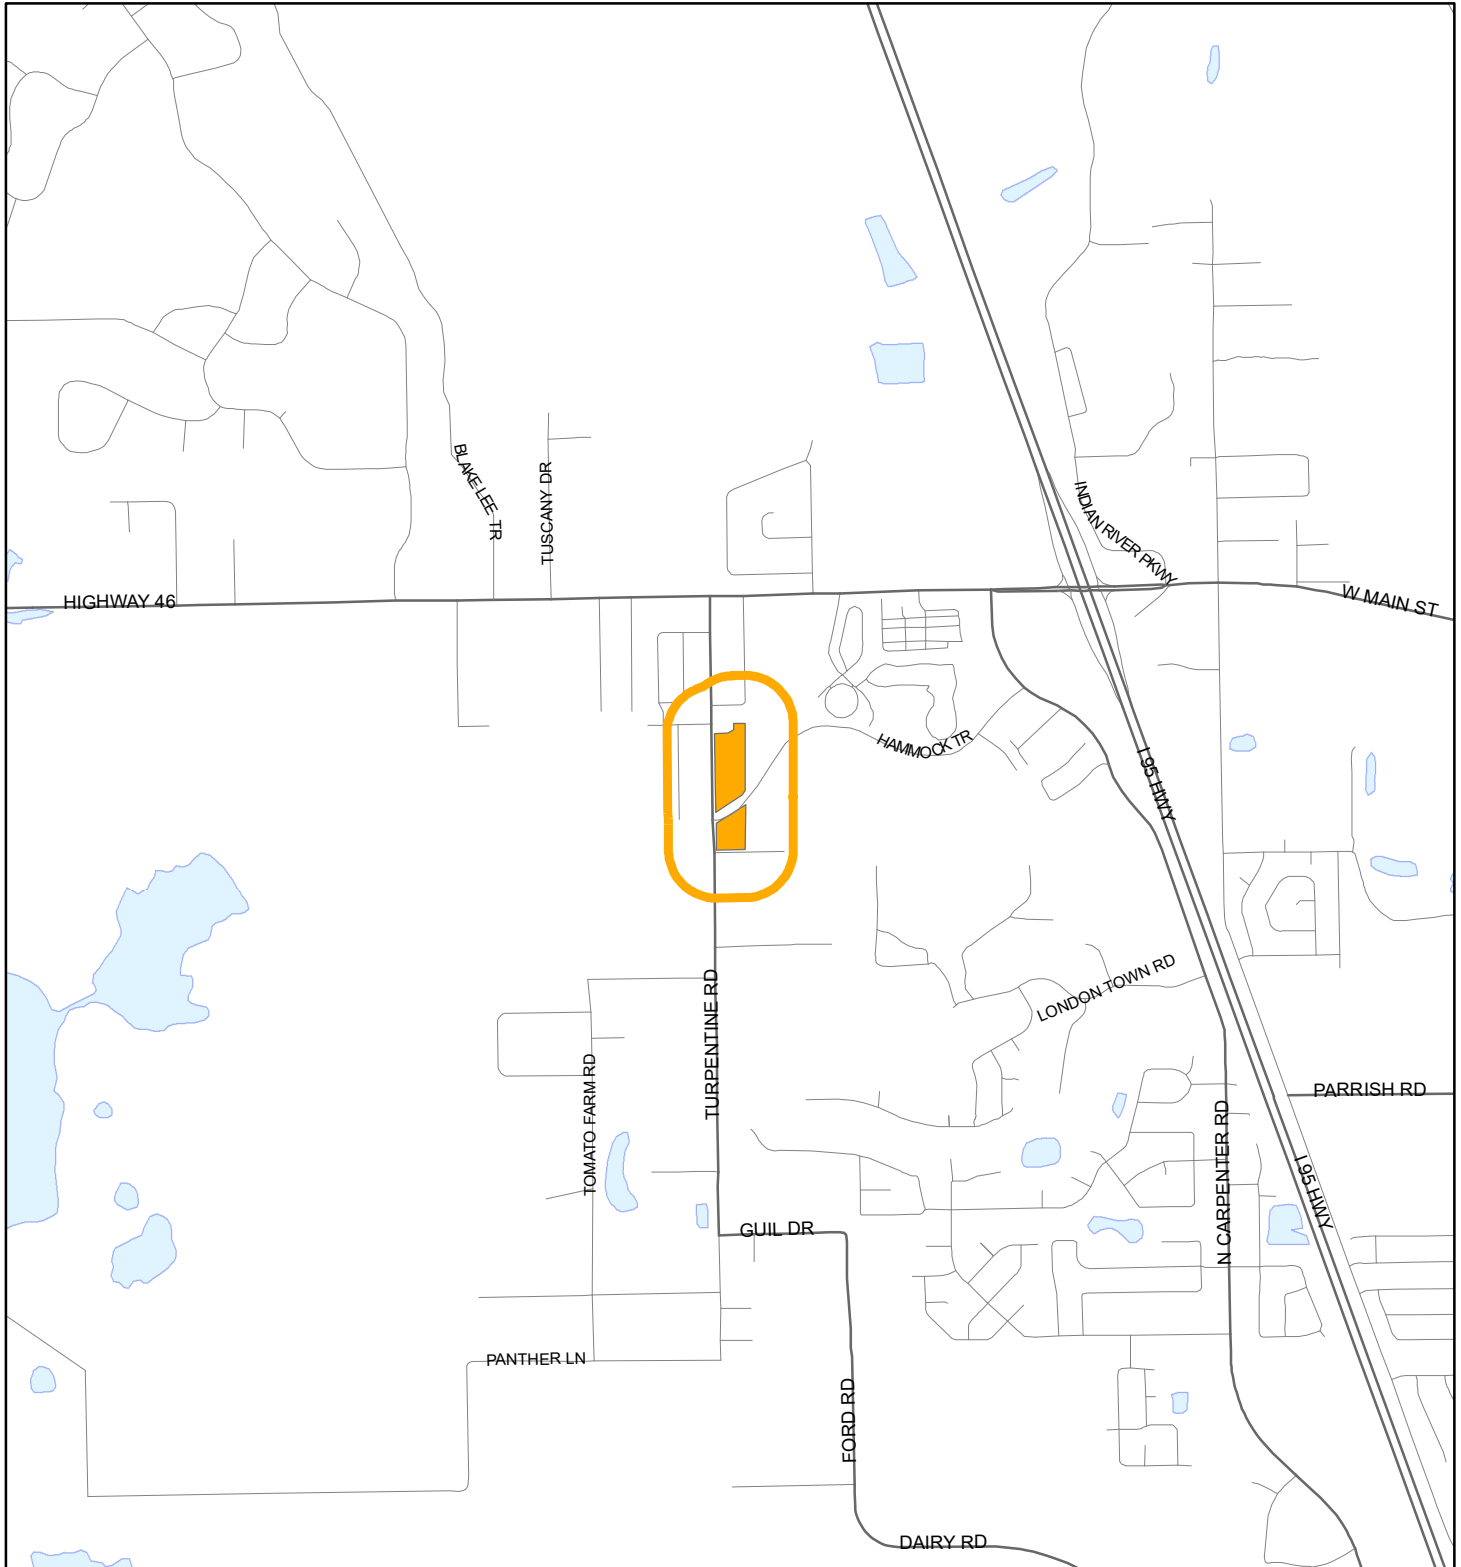 BLAKE LEE TR
TUSCANY DR
INDIAN RIVER PKWY
HIGHWAY 46
W MAIN ST
HAMMOCK TR
I 95 HWY
LONDON TOWN RD
TURPENTINE RD
TOMATO FARM RD
PARRISH RD
N CARPENTER RD
I 95 HWY
GUIL DR
PANTHER LN
FORD RD
DAIRY RD